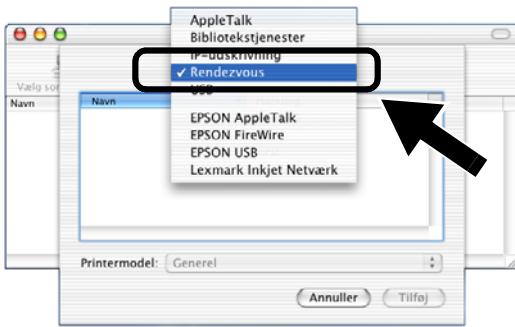 AppleTalk
Bibliotekstjenester
IP-udskrivning
✓ Rendezvous
USB
EPSON AppleTalk
EPSON FireWire
EPSON USB
Lexmark Inkjet Netværk
Vælg
Navn
Navn
Printermodel: Generel
Annuller Tilføj